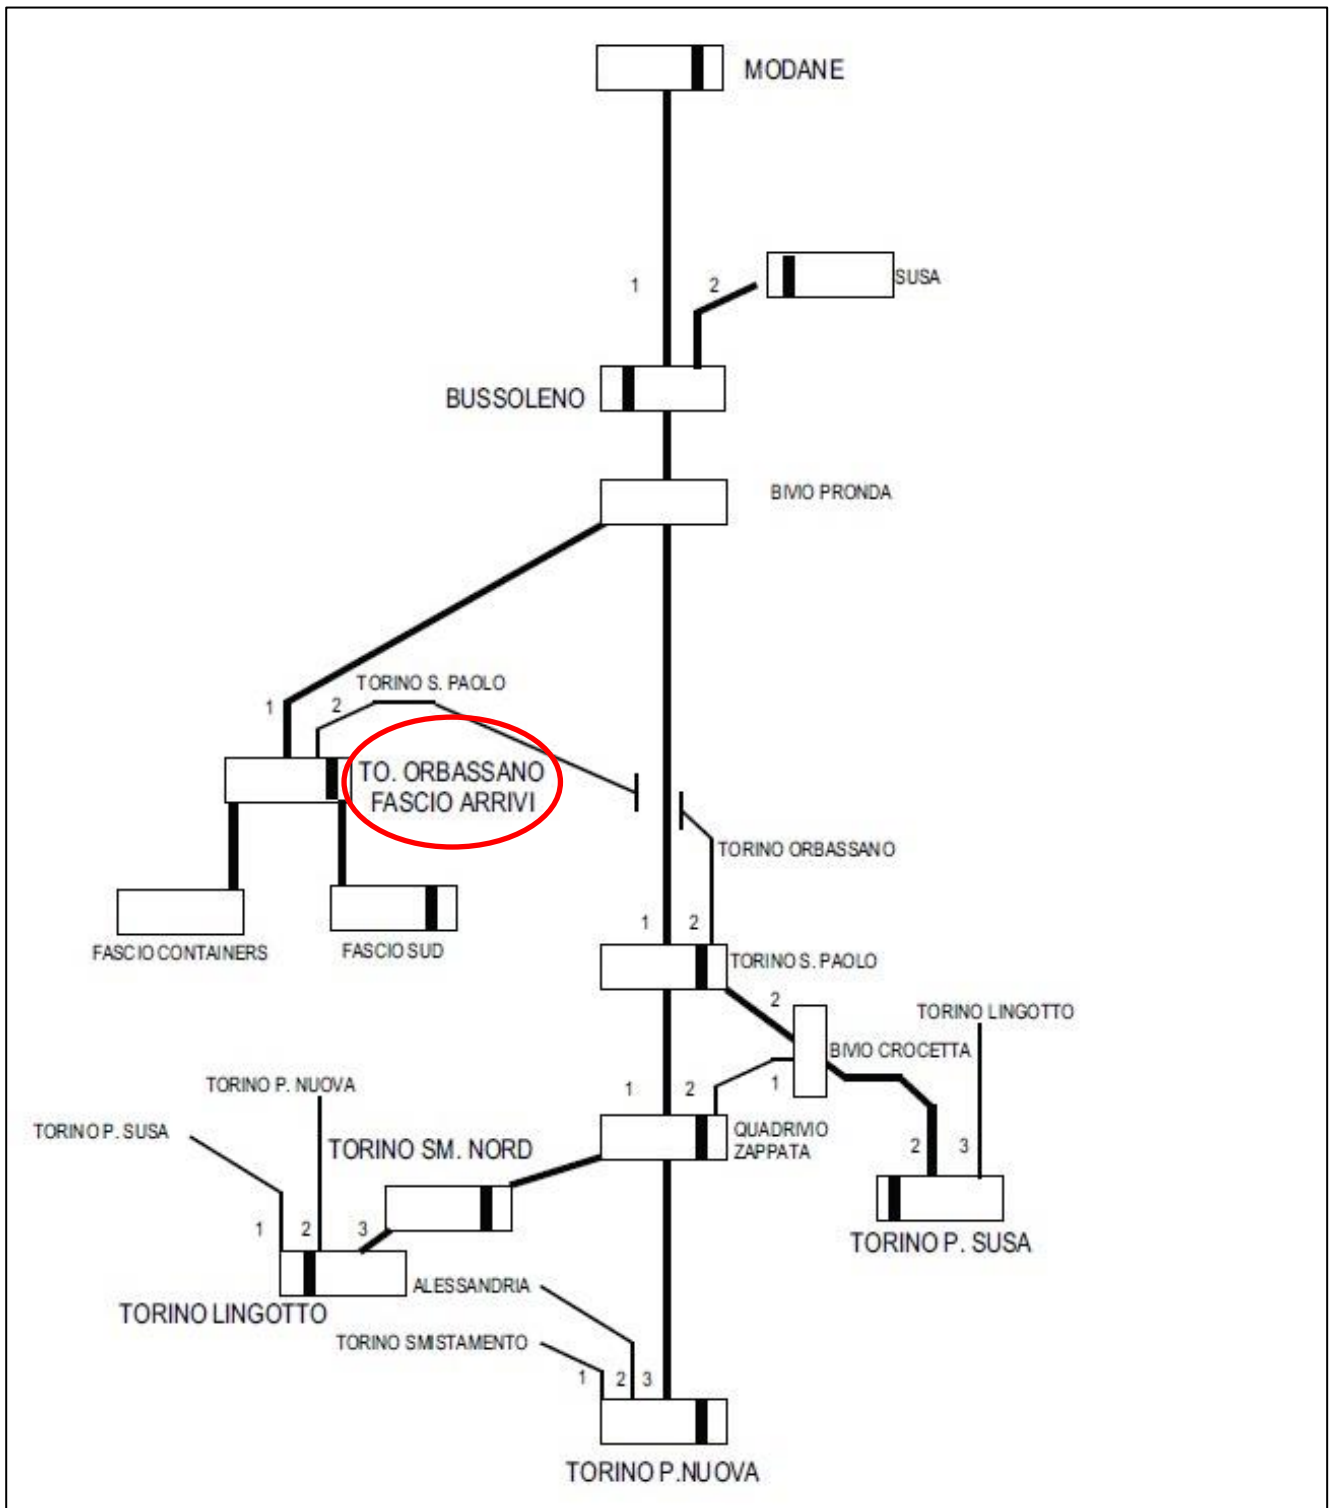 MODANE
SUSA
1
2
BUSSOLENO
BIVIO PRONDA
TORINO S. PAOLO
1
2
TO. ORBASSANO
FASCIO ARRIVI
TORINO ORBASSANO
1
2
FASCIO CONTAINERS
FASCIO SUD
TORINO S. PAOLO
2
TORINO LINGOTTO
BIVIO CROCETTA
1
TORINO P. NUOVA
1
2
TORINO P. SUSA
TORINO SM. NORD
QUADRIVIO
ZAPPATA
2
3
1
2
3
TORINO P. SUSA
ALESSANDRIA
TORINO LINGOTTO
TORINO SMISTAMENTO
1
2
3
TORINO P.NUOVA